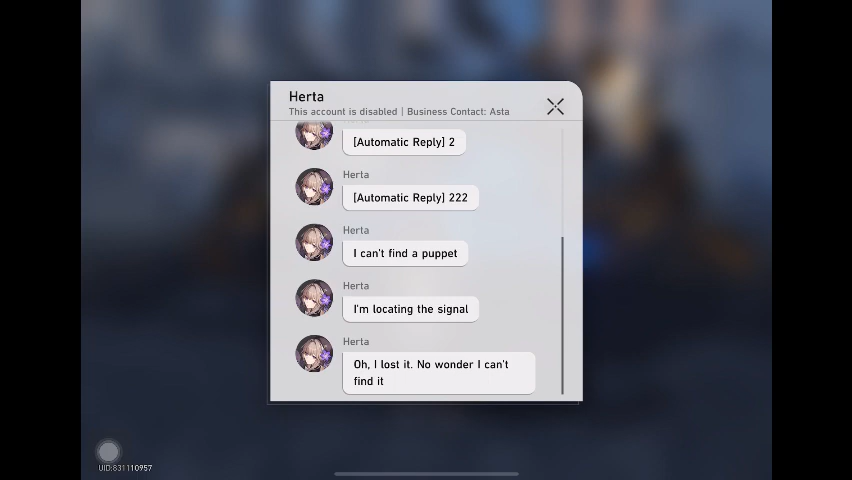 Herta
This account is disabled | Business Contact: Asta
[Automatic Reply] 2
Herta
[Automatic Reply] 222
Herta
I can't find a puppet
Herta
I'm locating the signal
Herta
Oh, I lost it. No wonder I can't
find it
UID:831110957